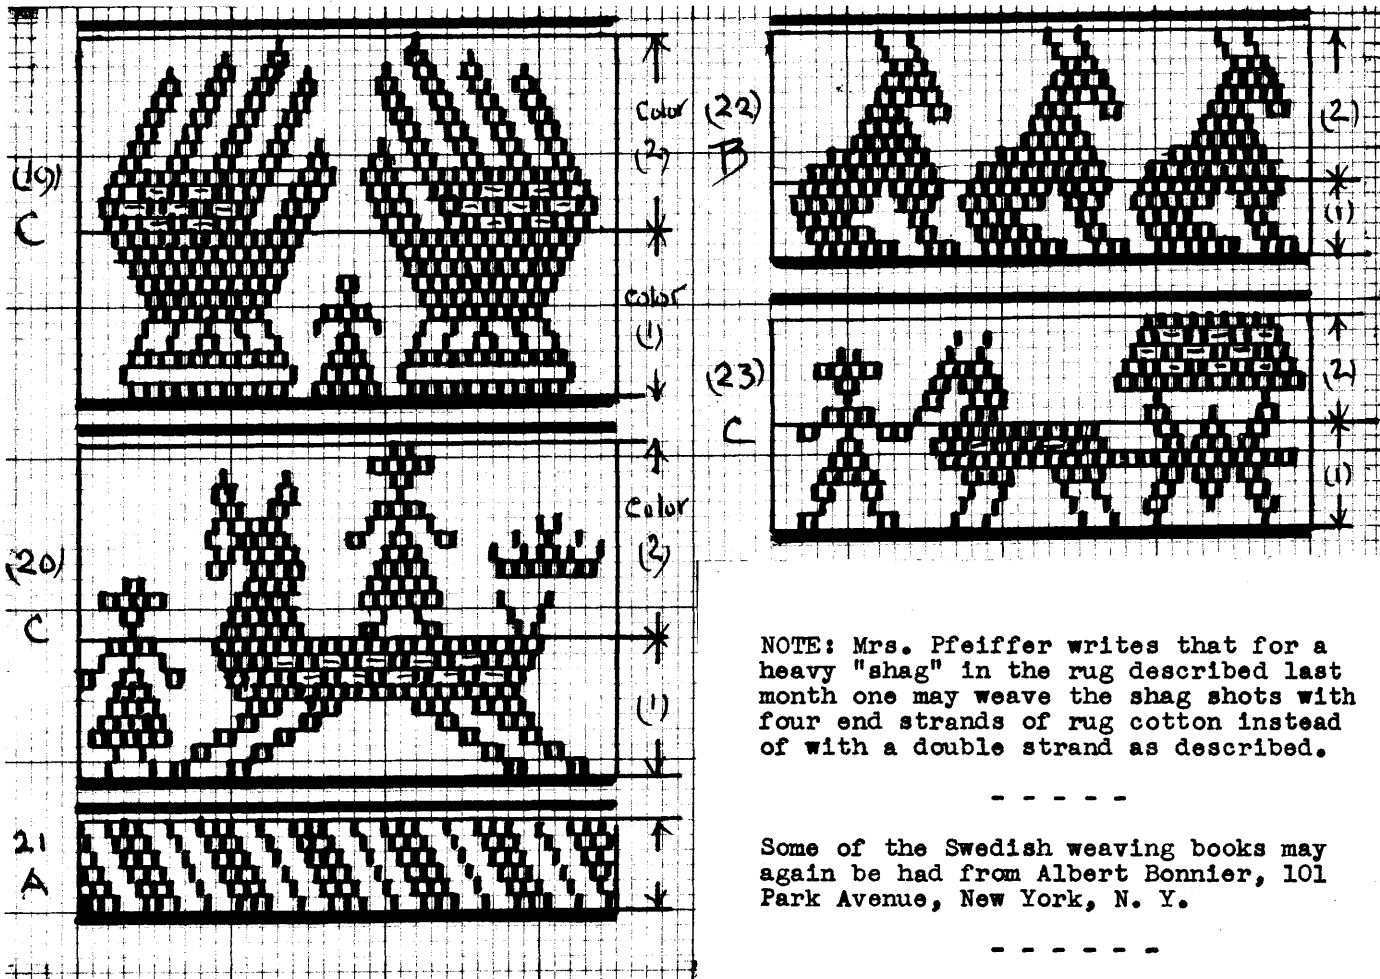 (19)
C
Color
(2)
Color
(1)
(20)
C
Color
(2)
(1)
21
A
(22)
B
(2)
(1)
(23)
C
(2)
(1)
NOTE: Mrs. Pfeiffer writes that for a
heavy "shag" in the rug described last
month one may weave the shag shots with
four end strands of rug cotton instead
of with a double strand as described.
- - - - -
Some of the Swedish weaving books may
again be had from Albert Bonnier, 101
Park Avenue, New York, N. Y.
- - - - - -